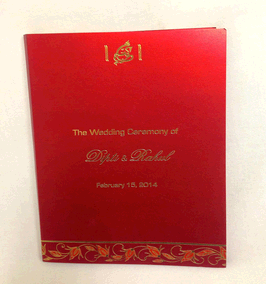 The Wedding Ceremony of
Dipti & Rahul
February 15, 2014